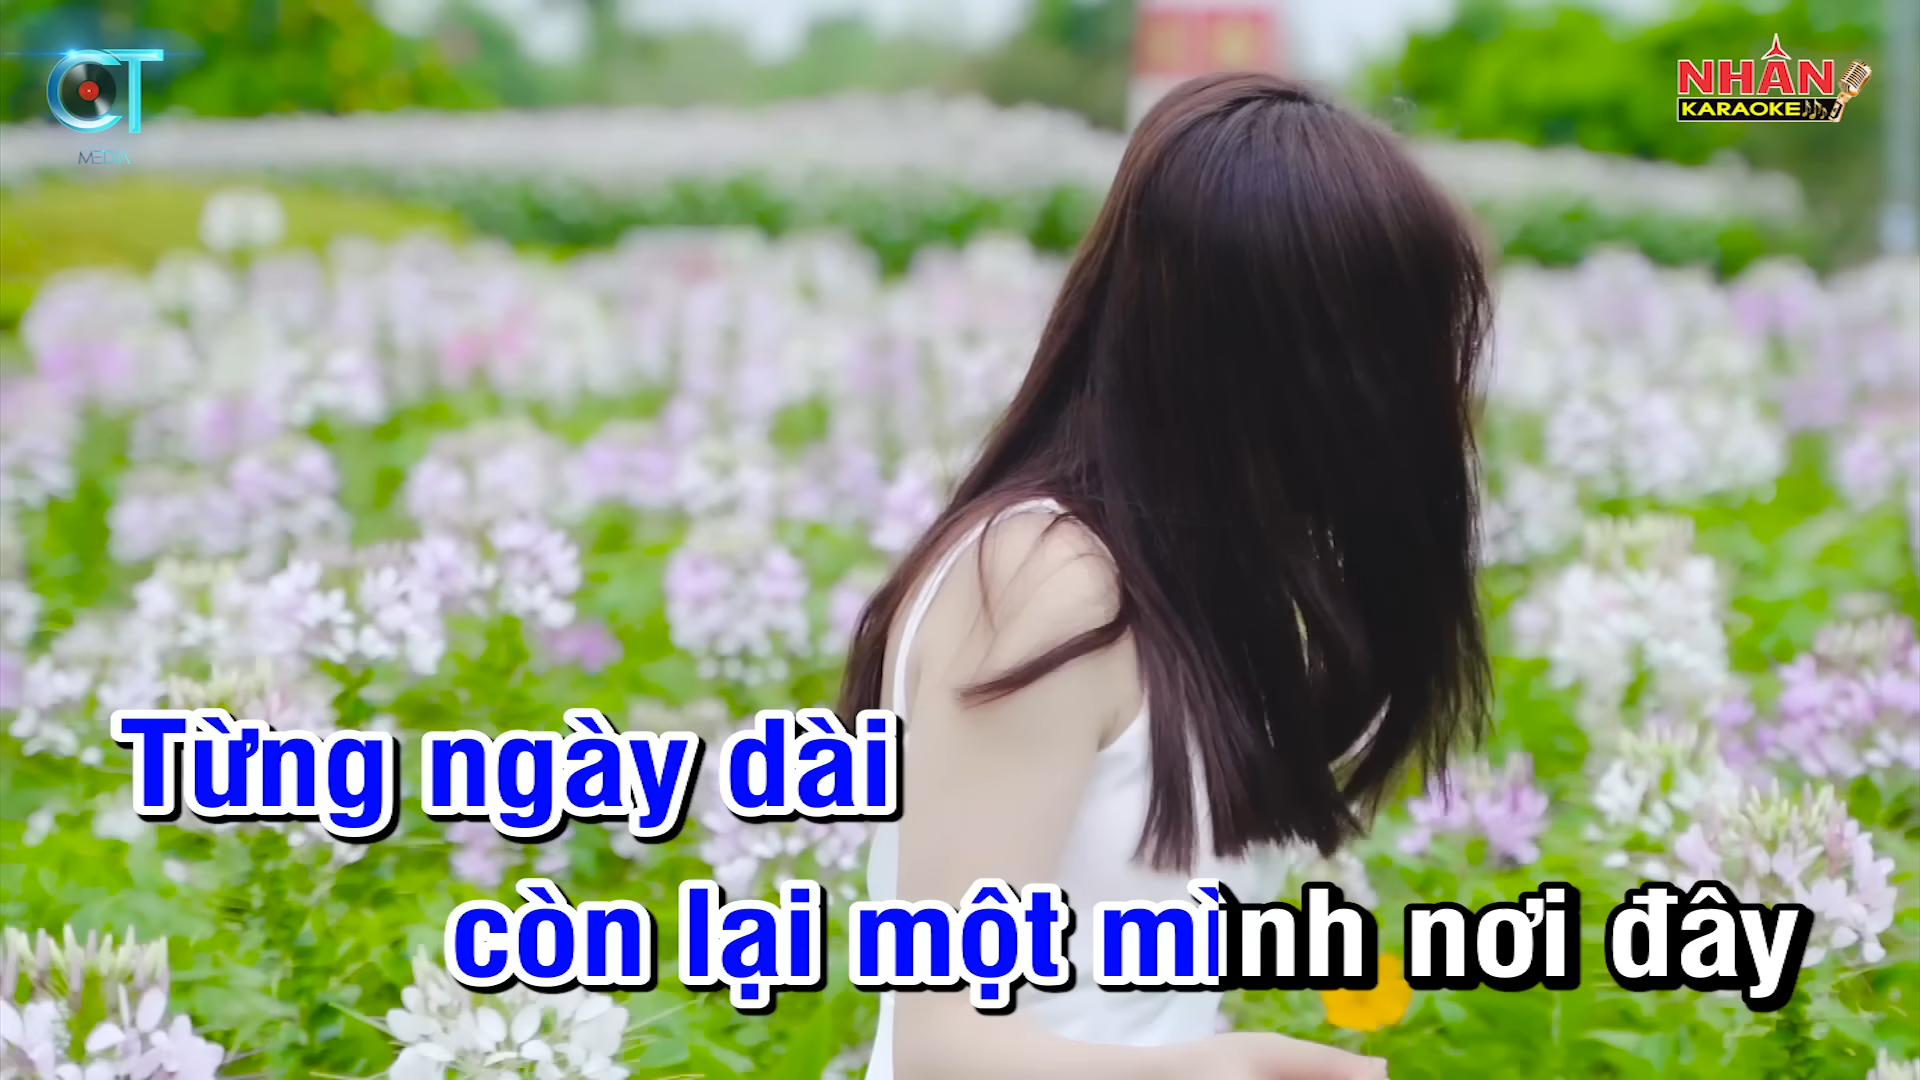 CT
MEDIA
NHÂN
KARAOKE
Từng ngày dài
còn lại một mình nơi đây